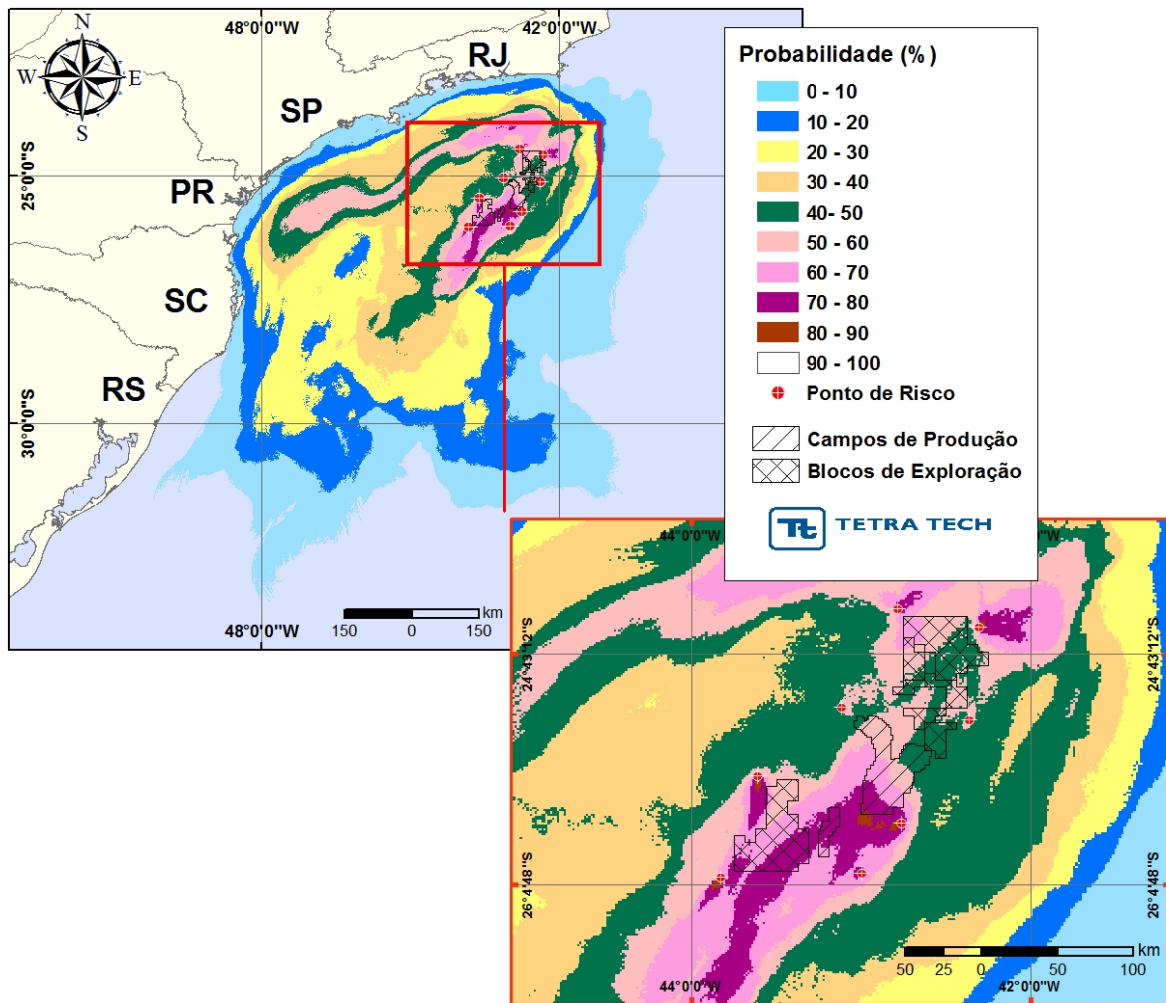 48°0'0"W
42°0'0"W
N
W
E
S
RJ
SP
25°0'0"S
PR
SC
RS
30°0'0"S
48°0'0"W
150
0
150
km
Probabilidade (%)
0 - 10
10 - 20
20 - 30
30 - 40
40- 50
50 - 60
60 - 70
70 - 80
80 - 90
90 - 100
Ponto de Risco
Campos de Produção
Blocos de Exploração
Tt TETRA TECH
44°0'0"W
24°43'12"S
24°43'12"S
26°4'48"S
26°4'48"S
50
25
0
50
100
km
44°0'0"W
42°0'0"W